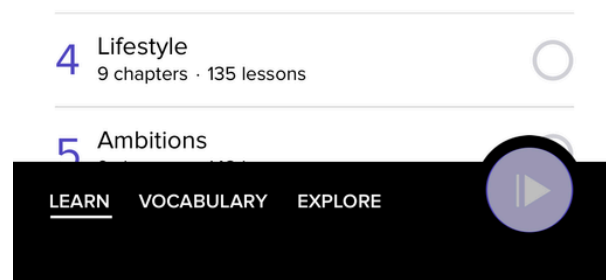 4 Lifestyle
9 chapters · 135 lessons
5 Ambitions
LEARN VOCABULARY EXPLORE